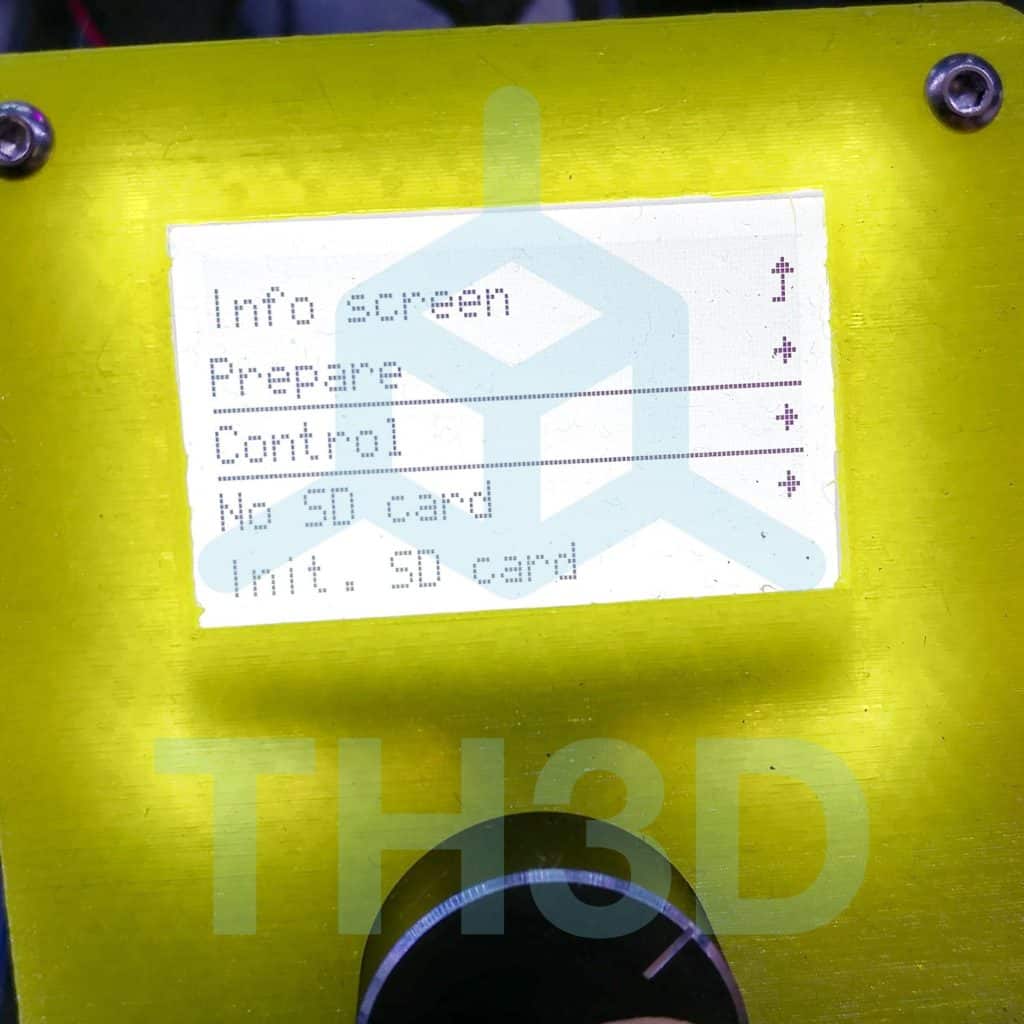 Info screen
Prepare
Control
No SD card
Init. SD card
TH3D